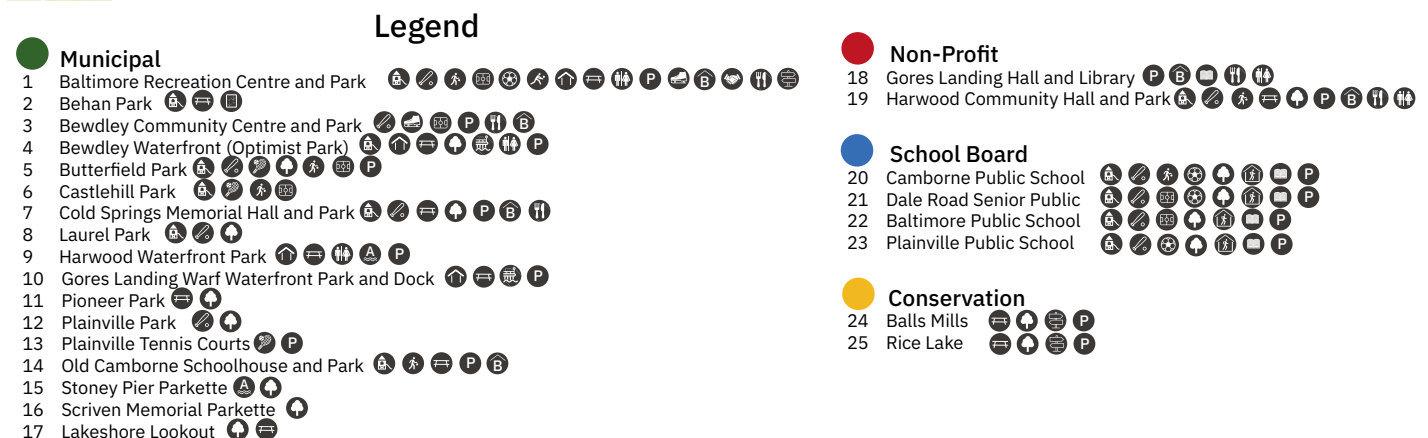 Legend
Municipal
1 Baltimore Recreation Centre and Park P B
2 Behan Park
3 Bewdley Community Centre and Park P B
4 Bewdley Waterfront (Optimist Park) P
5 Butterfield Park P
6 Castlehill Park
7 Cold Springs Memorial Hall and Park P B
8 Laurel Park
9 Harwood Waterfront Park A P
10 Gores Landing Warf Waterfront Park and Dock P
11 Pioneer Park
12 Plainville Park
13 Plainville Tennis Courts P
14 Old Camborne Schoolhouse and Park P B
15 Stoney Pier Parkette A
16 Scriven Memorial Parkette
17 Lakeshore Lookout
Non-Profit
18 Gores Landing Hall and Library P B
19 Harwood Community Hall and Park P B
School Board
20 Camborne Public School P
21 Dale Road Senior Public P
22 Baltimore Public School P
23 Plainville Public School P
Conservation
24 Balls Mills P
25 Rice Lake P